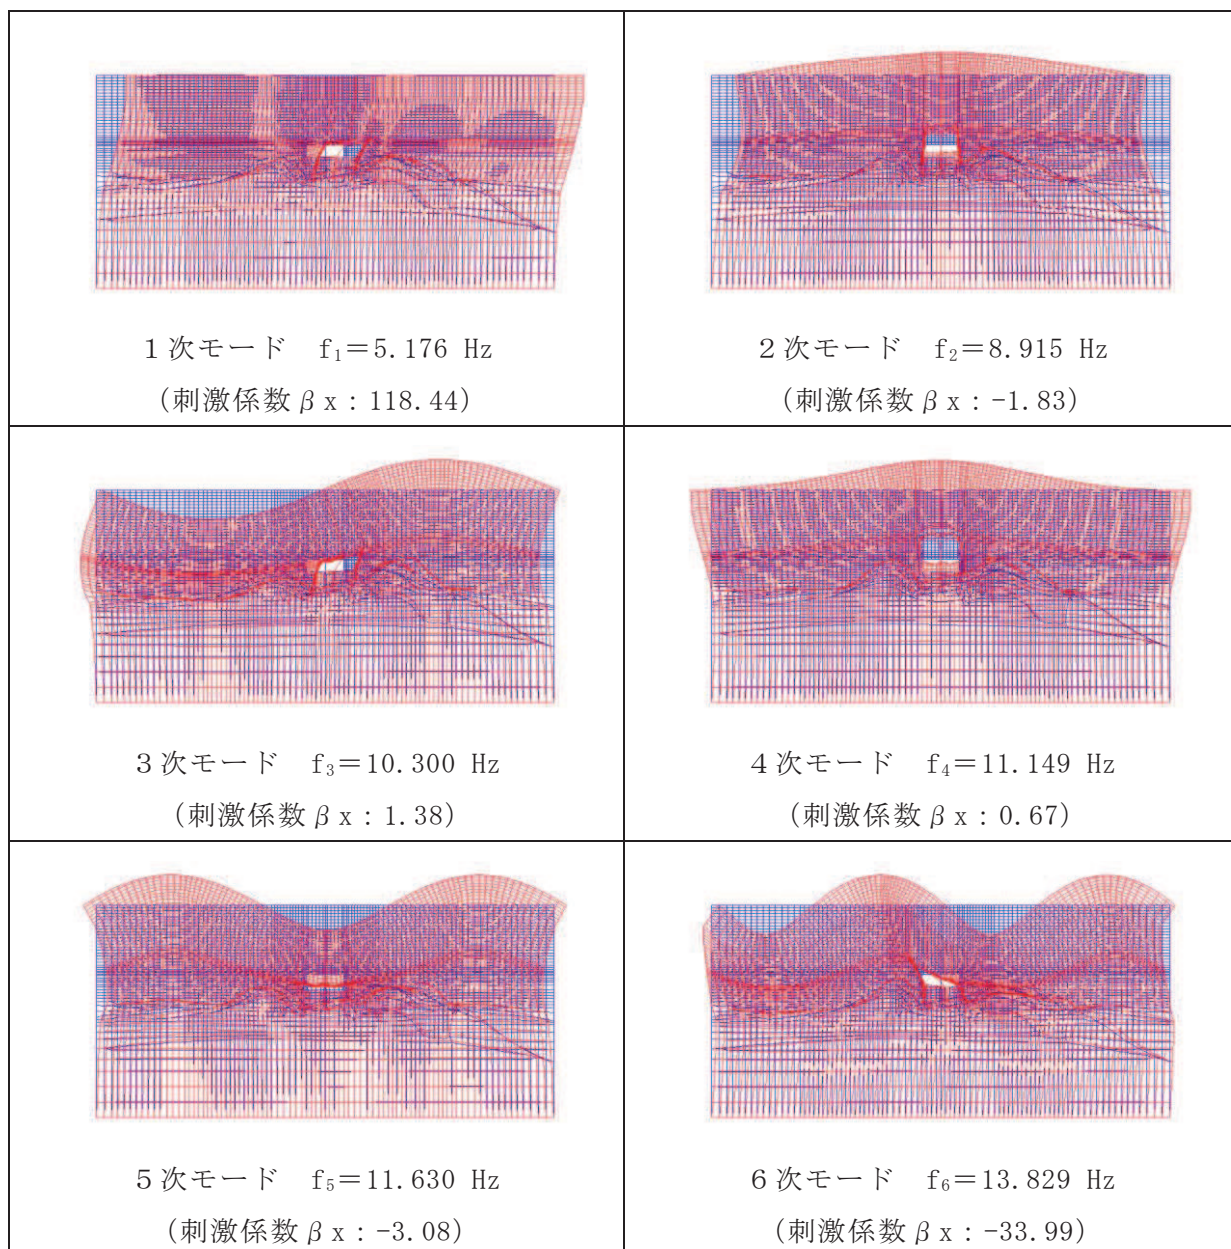 1次モード f₁＝5.176 Hz
(刺激係数βx：118.44)
2次モード f₂＝8.915 Hz
(刺激係数βx：-1.83)
3次モード f₃＝10.300 Hz
(刺激係数βx：1.38)
4次モード f₄＝11.149 Hz
(刺激係数βx：0.67)
5次モード f₅＝11.630 Hz
(刺激係数βx：-3.08)
6次モード f₆＝13.829 Hz
(刺激係数βx：-33.99)